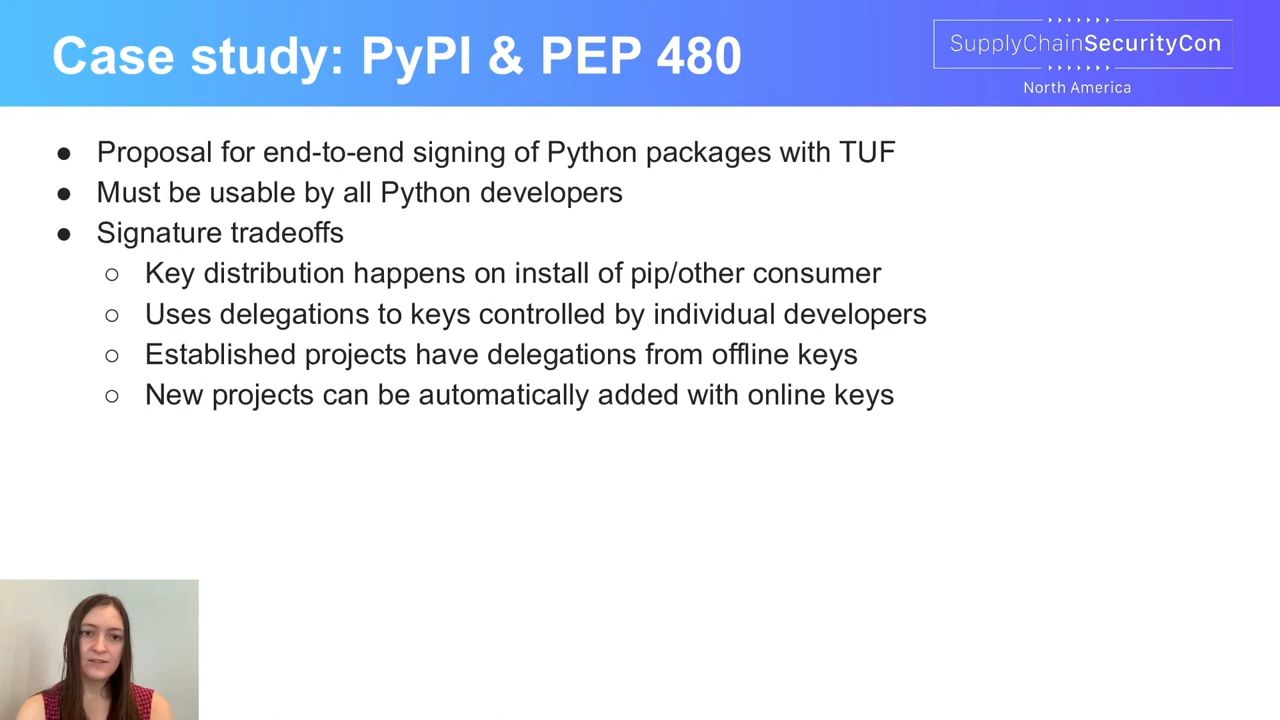 Case study: PyPI & PEP 480
SupplyChainSecurityCon
North America
● Proposal for end-to-end signing of Python packages with TUF
● Must be usable by all Python developers
● Signature tradeoffs
○ Key distribution happens on install of pip/other consumer
○ Uses delegations to keys controlled by individual developers
○ Established projects have delegations from offline keys
○ New projects can be automatically added with online keys